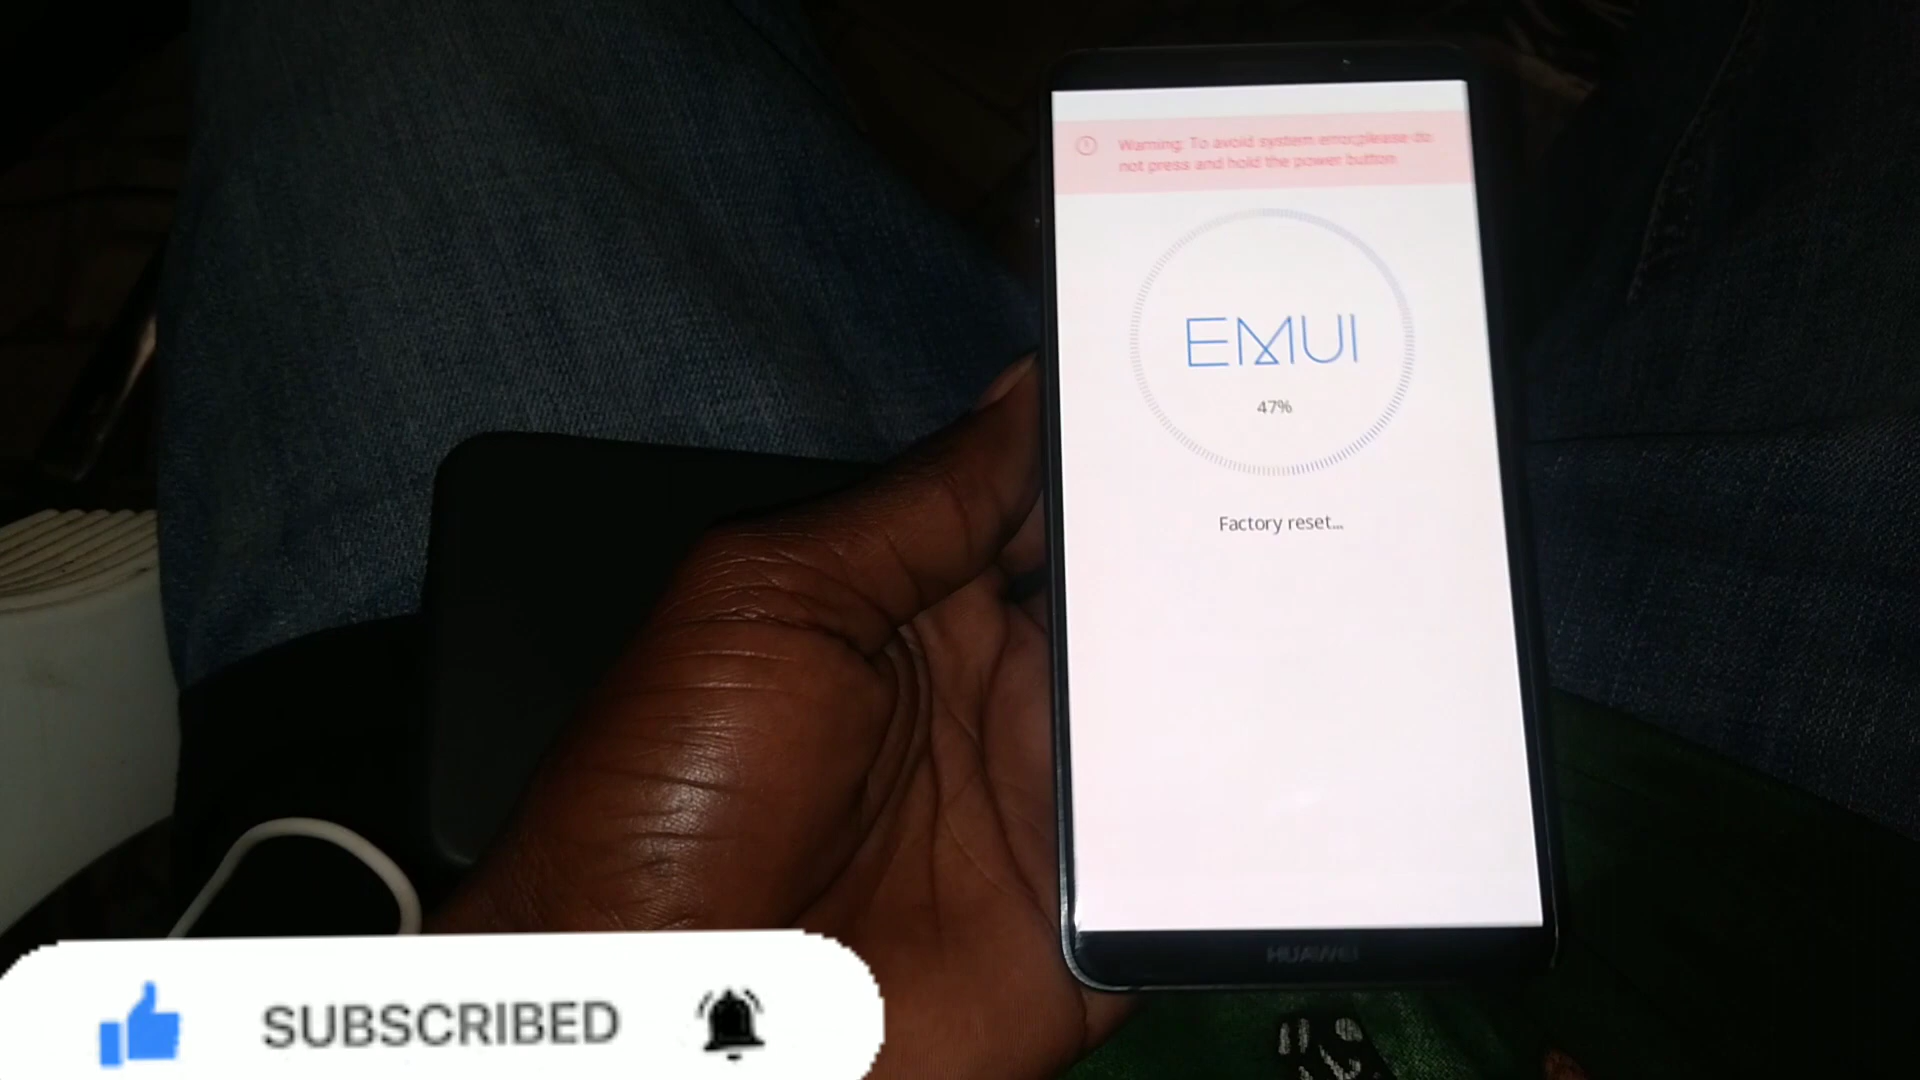 Warning: To avoid system error,please do
not press and hold the power button
EMUI
47%
Factory reset...
HUAWEI
SUBSCRIBED